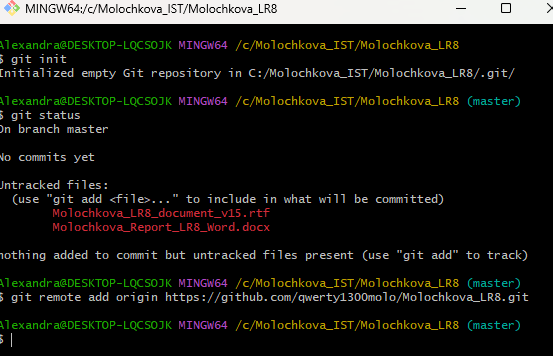 MINGW64:/c/Molochkova_IST/Molochkova_LR8
Alexandra@DESKTOP-LQCSOJK MINGW64 /c/Molochkova_IST/Molochkova_LR8
$ git init
Initialized empty Git repository in C:/Molochkova_IST/Molochkova_LR8/.git/
Alexandra@DESKTOP-LQCSOJK MINGW64 /c/Molochkova_IST/Molochkova_LR8 (master)
$ git status
On branch master
No commits yet
Untracked files:
(use "git add <file>..." to include in what will be committed)
Molochkova_LR8_document_v15.rtf
Molochkova_Report_LR8_Word.docx
nothing added to commit but untracked files present (use "git add" to track)
Alexandra@DESKTOP-LQCSOJK MINGW64 /c/Molochkova_IST/Molochkova_LR8 (master)
$ git remote add origin https://github.com/qwerty1300molo/Molochkova_LR8.git
Alexandra@DESKTOP-LQCSOJK MINGW64 /c/Molochkova_IST/Molochkova_LR8 (master)
$